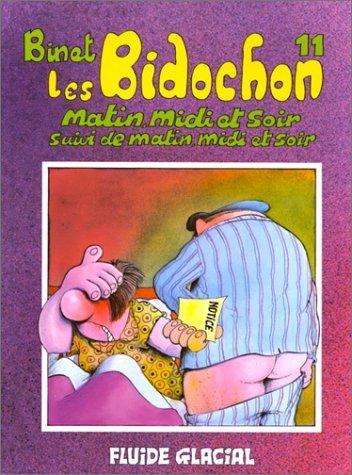 Binet 11
Les Bidochon
Matin, midi et soir
suivi de matin, midi et soir
NOTICE
FLUIDE GLACIAL